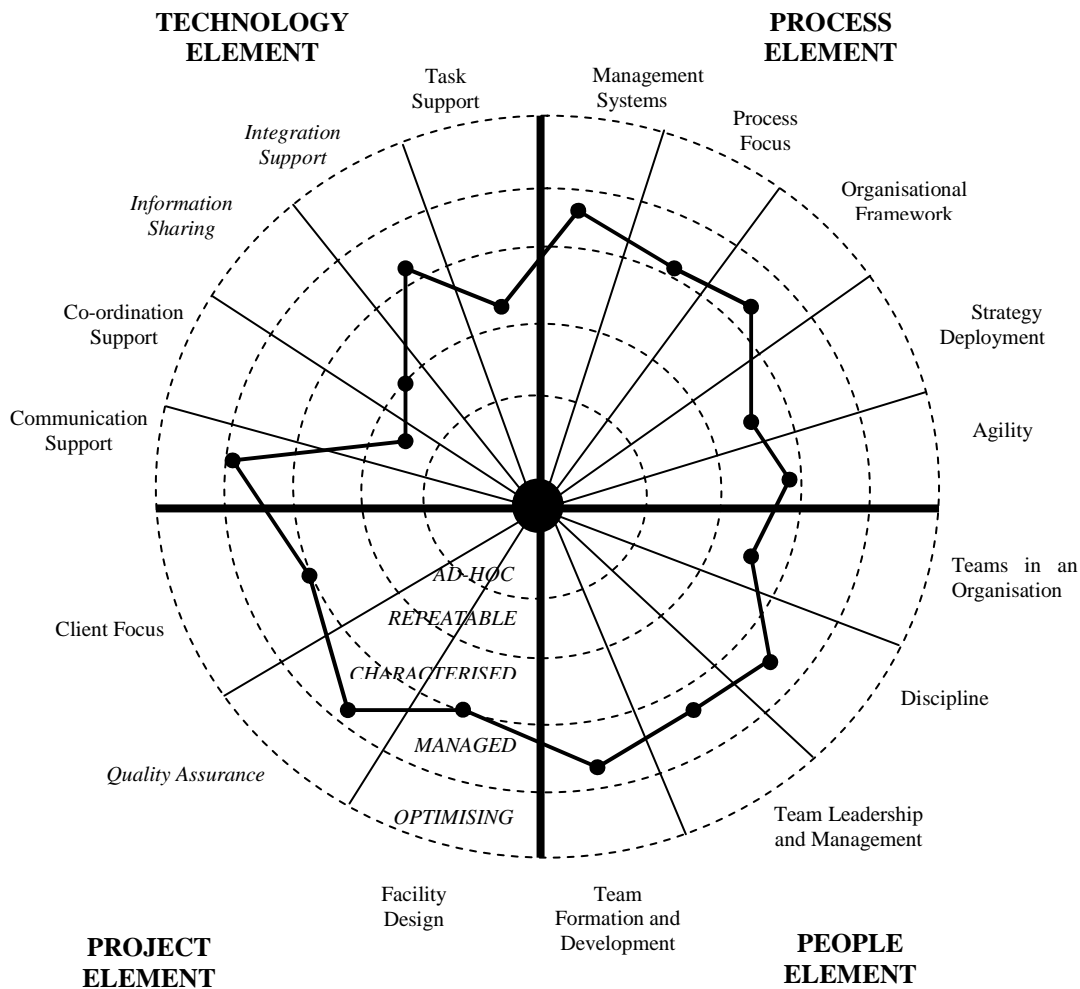 TECHNOLOGY
ELEMENT
PROCESS
ELEMENT
Task
Support
Management
Systems
Integration
Support
Process
Focus
Information
Sharing
Organisational
Framework
Co-ordination
Support
Strategy
Deployment
Communication
Support
Agility
AD-HOC
Teams in an
Organisation
REPEATABLE
Client Focus
CHARACTERISED
Discipline
MANAGED
Quality Assurance
OPTIMISING
Team Leadership
and Management
Facility
Design
Team
Formation and
Development
PROJECT
ELEMENT
PEOPLE
ELEMENT